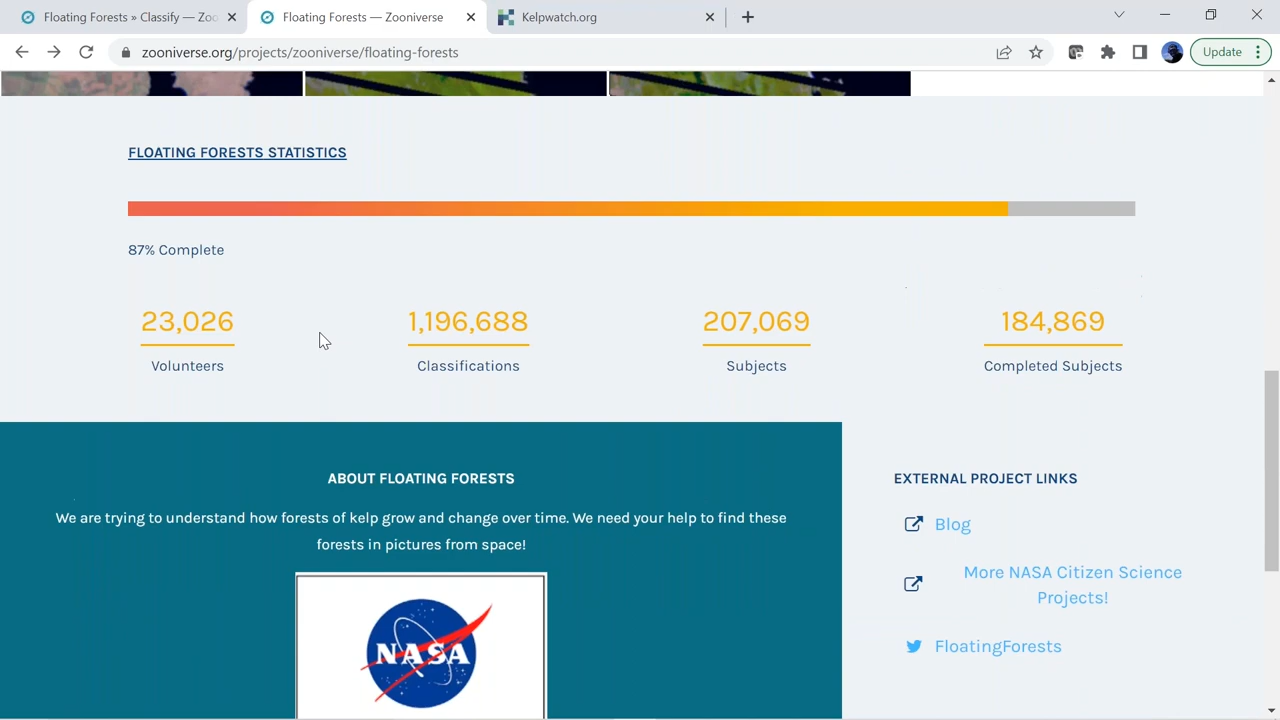 Floating Forests » Classify — Zoo
Floating Forests — Zooniverse
Kelpwatch.org
zooniverse.org/projects/zooniverse/floating-forests
Update
FLOATING FORESTS STATISTICS
87% Complete
23,026
1,196,688
207,069
184,869
Volunteers
Classifications
Subjects
Completed Subjects
ABOUT FLOATING FORESTS
We are trying to understand how forests of kelp grow and change over time. We need your help to find these
forests in pictures from space!
NASA
EXTERNAL PROJECT LINKS
Blog
More NASA Citizen Science
Projects!
FloatingForests